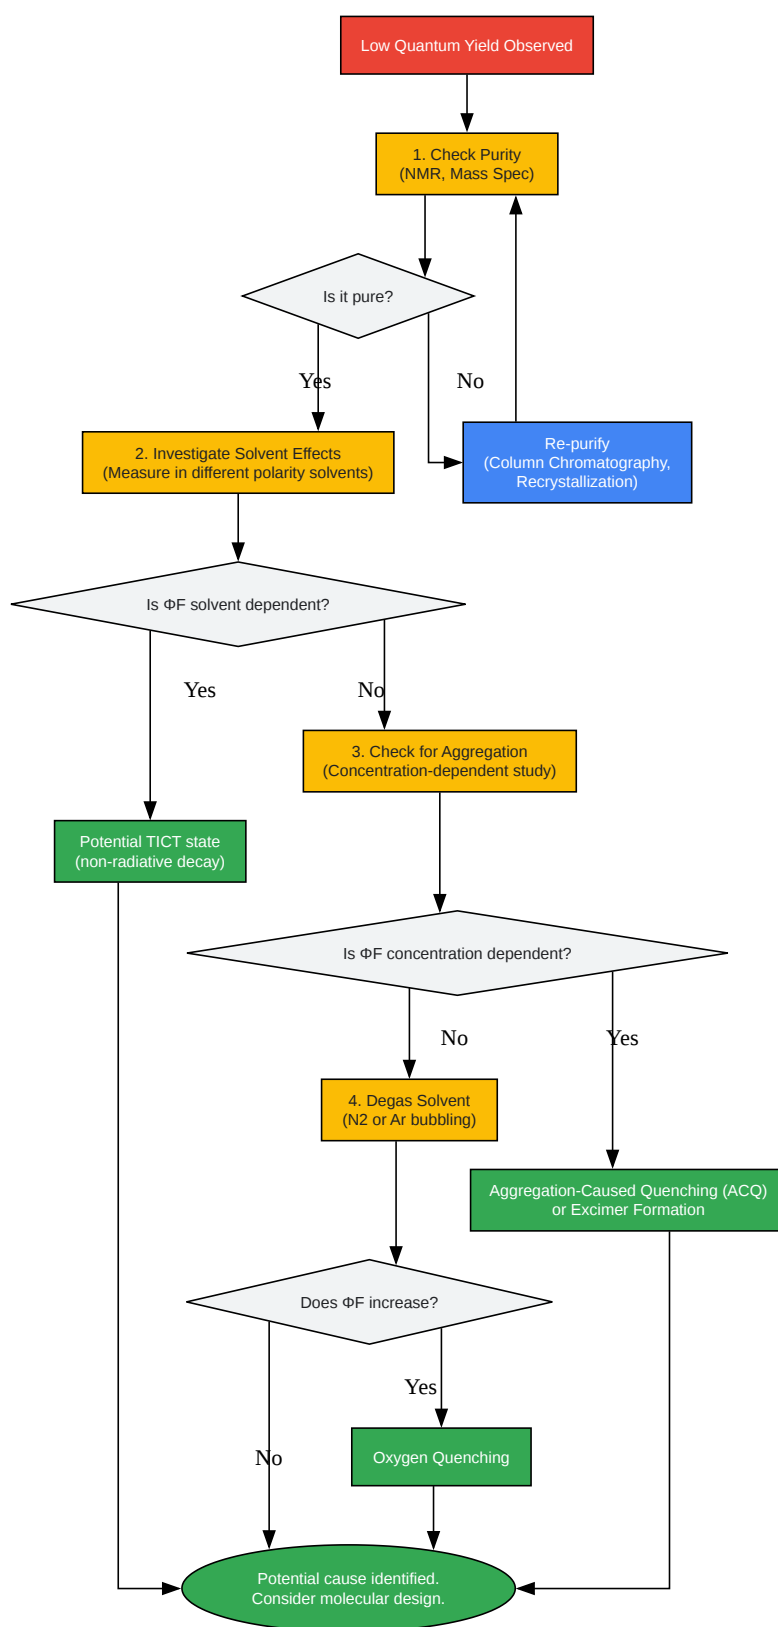 Low Quantum Yield Observed
1. Check Purity
(NMR, Mass Spec)
Is it pure?
Yes
No
2. Investigate Solvent Effects
(Measure in different polarity solvents)
Re-purify
(Column Chromatography,
Recrystallization)
Is ΦF solvent dependent?
Yes
No
3. Check for Aggregation
(Concentration-dependent study)
Potential TICT state
(non-radiative decay)
Is ΦF concentration dependent?
No
Yes
4. Degas Solvent
(N2 or Ar bubbling)
Aggregation-Caused Quenching (ACQ)
or Excimer Formation
Does ΦF increase?
Yes
No
Oxygen Quenching
Potential cause identified.
Consider molecular design.